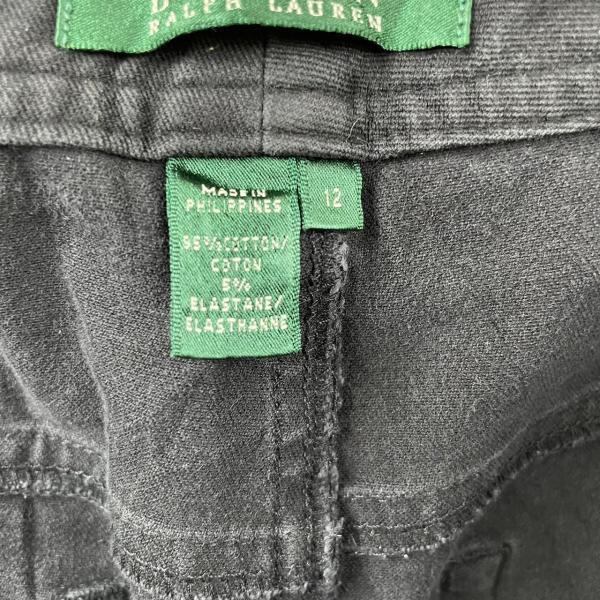 RALPH LAUREN
MADE IN
PHILIPPINES
12
95% COTTON/
COTON
5%
ELASTANE/
ELASTHANNE